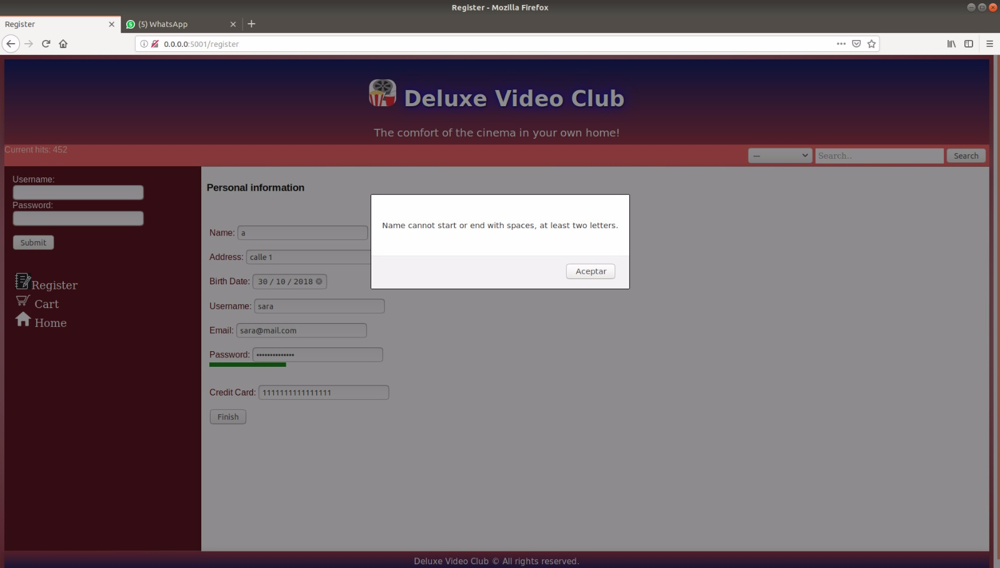 Register - Mozilla Firefox
Register
(5) WhatsApp
0.0.0.0:5001/register
Deluxe Video Club
The comfort of the cinema in your own home!
Current hits: 452
---
Search..
Search
Username:
Password:
Submit
Register
Cart
Home
Personal information
Name: a
Address: calle 1
Birth Date: 30 / 10 / 2018
Username: sara
Email: sara@mail.com
Password: ••••••••••••••
Credit Card: 1111111111111111
Finish
Name cannot start or end with spaces, at least two letters.
Aceptar
Deluxe Video Club © All rights reserved.